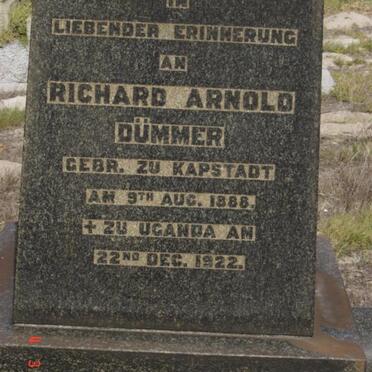 IN
LIEBENDER ERINNERUNG
AN
RICHARD ARNOLD
DÜMMER
GEBR. ZU KAPSTADT
AM 9TH AUG. 1888.
+ ZU UGANDA AM
22ND DEC. 1922.